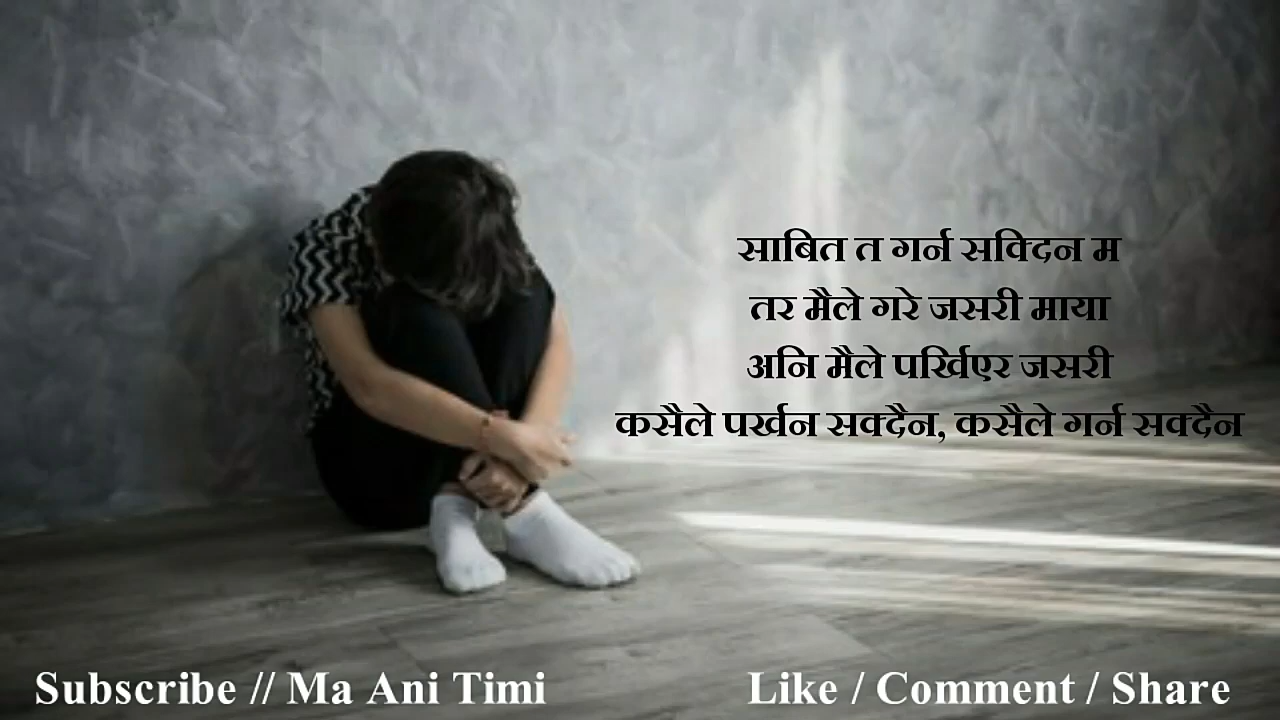 साबित त गर्न सक्दिन म
तर मैले गरे जसरी माया
अनि मैले पर्खिएर जसरी
कसैले पर्खन सक्दैन, कसैले गर्न सक्दैन
Subscribe // Ma Ani Timi
Like / Comment / Share